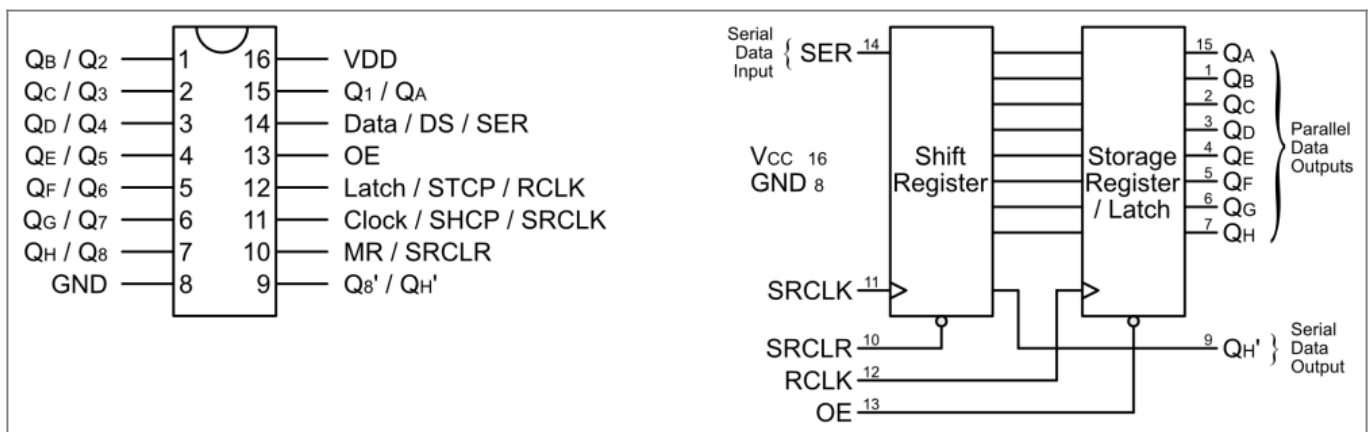 QB / Q2 1 16 VDD
QC / Q3 2 15 Q1 / QA
QD / Q4 3 14 Data / DS / SER
QE / Q5 4 13 OE
QF / Q6 5 12 Latch / STCP / RCLK
QG / Q7 6 11 Clock / SHCP / SRCLK
QH / Q8 7 10 MR / SRCLR
GND 8 9 Q8' / QH'
Serial
Data
Input
{ SER 14
VCC 16
GND 8
Shift
Register
Storage
Register
/ Latch
15 QA
1 QB
2 QC
3 QD
4 QE
5 QF
6 QG
7 QH
Parallel
Data
Outputs
SRCLK 11
SRCLR 10
RCLK 12
OE 13
9 QH' }
Serial
Data
Output